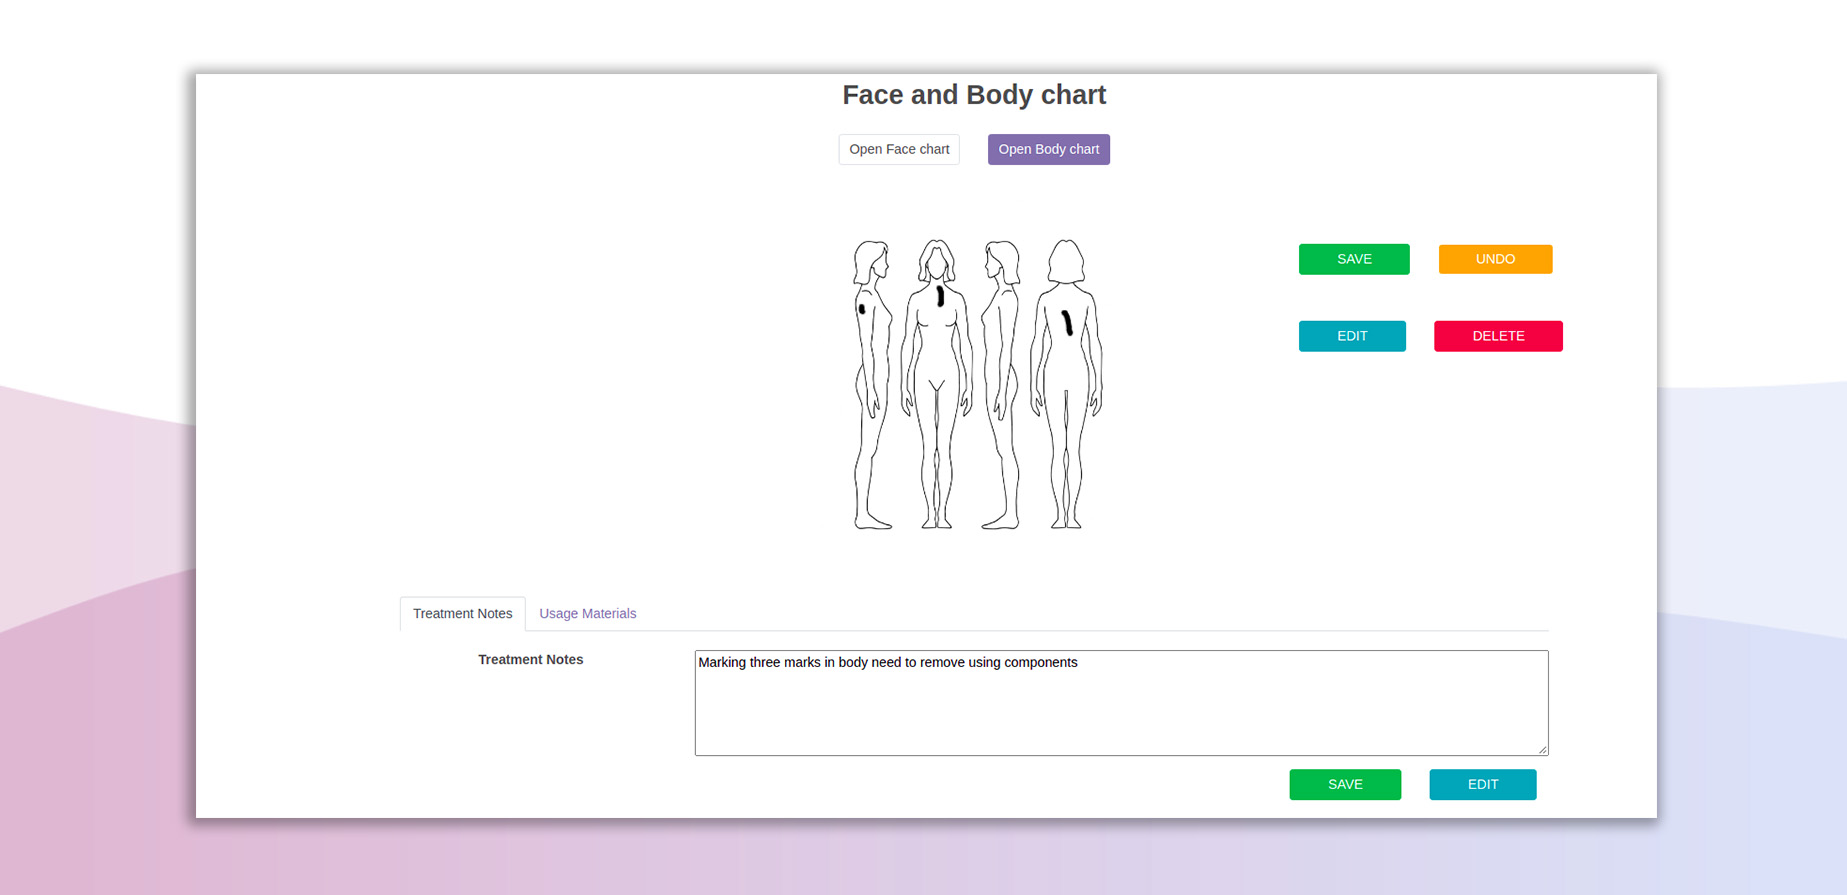 Face and Body chart
Open Face chart
Open Body chart
SAVE
UNDO
EDIT
DELETE
Treatment Notes
Usage Materials
Treatment Notes
Marking three marks in body need to remove using components
SAVE
EDIT